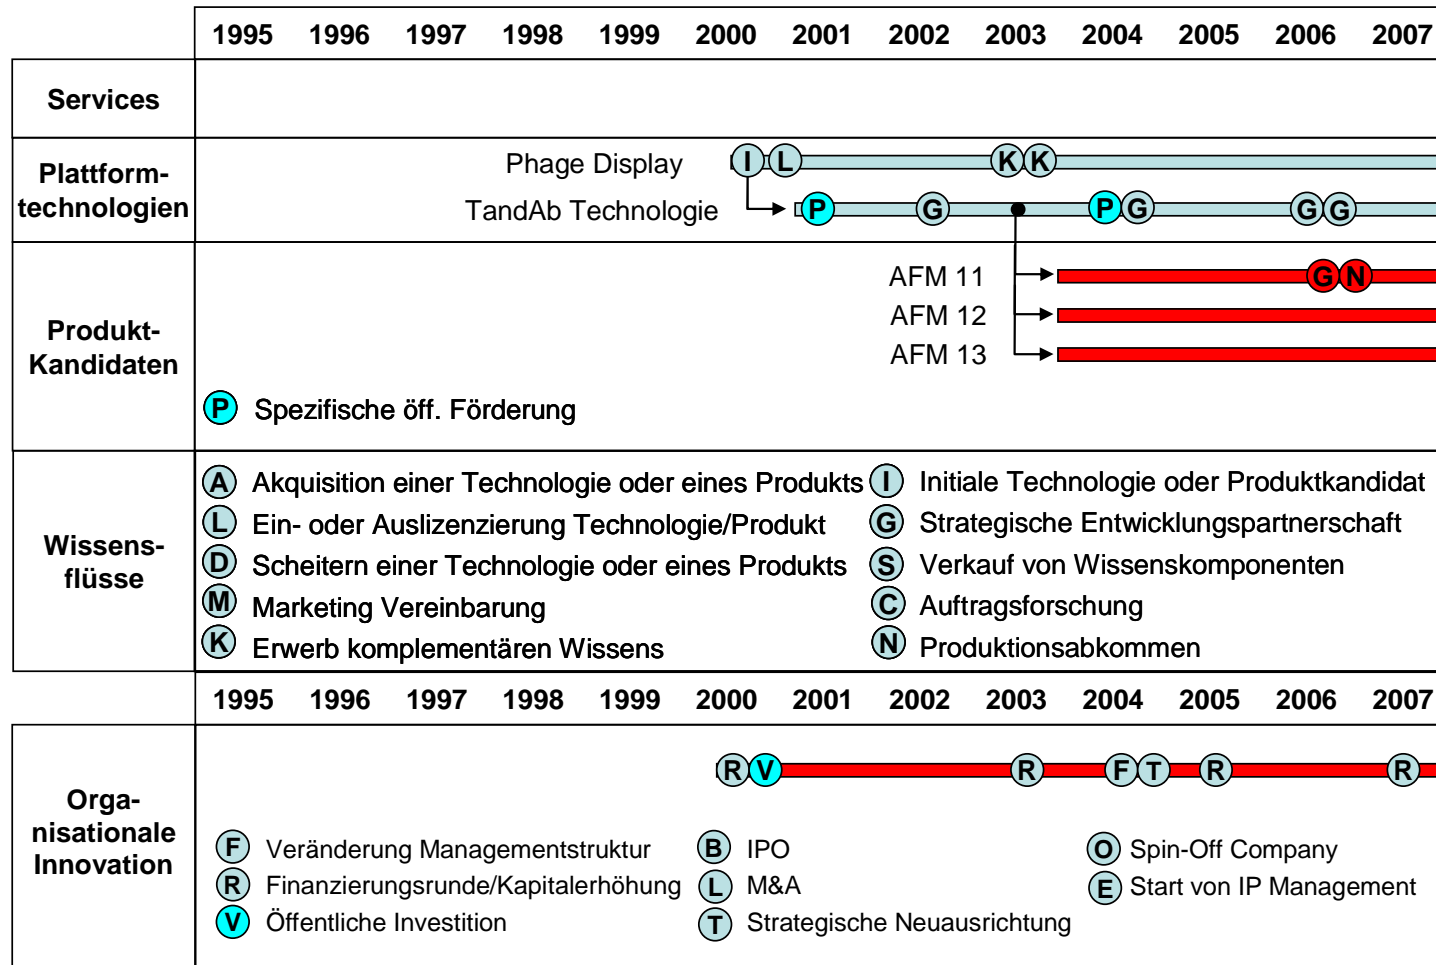 1995 1996 1997 1998 1999 2000 2001 2002 2003 2004 2005 2006 2007
Services
Plattform-
technologien
Phage Display I L K K
TandAb Technologie P G P G G G
Produkt-
Kandidaten
AFM 11 G N
AFM 12
AFM 13
P Spezifische öff. Förderung
Wissens-
flüsse
A Akquisition einer Technologie oder eines Produkts I Initiale Technologie oder Produktkandidat
L Ein- oder Auslizenzierung Technologie/Produkt G Strategische Entwicklungspartnerschaft
D Scheitern einer Technologie oder eines Produkts S Verkauf von Wissenskomponenten
M Marketing Vereinbarung C Auftragsforschung
K Erwerb komplementären Wissens N Produktionsabkommen
1995 1996 1997 1998 1999 2000 2001 2002 2003 2004 2005 2006 2007
Orga-
nisationale
Innovation
R V R F T R R
F Veränderung Managementstruktur B IPO O Spin-Off Company
R Finanzierungsrunde/Kapitalerhöhung L M&A E Start von IP Management
V Öffentliche Investition T Strategische Neuausrichtung